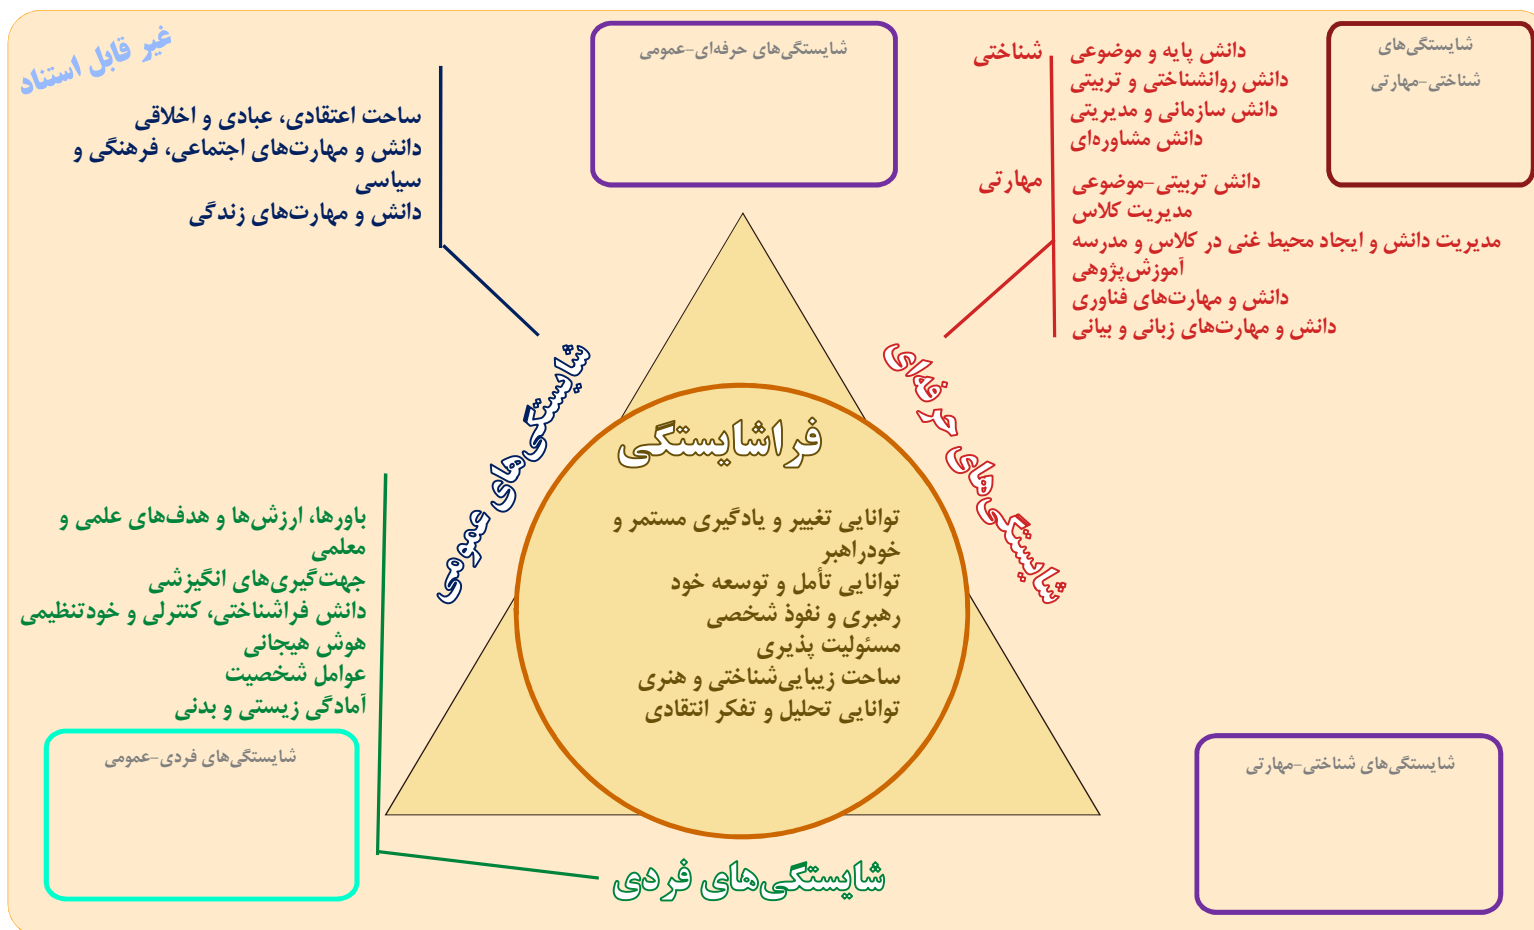 شایستگی‌های
شناختی-مهارتی
شناختی
دانش پایه و موضوعی
دانش روانشناختی و تربیتی
دانش سازمانی و مدیریتی
دانش مشاوره‌ای
مهارتی
دانش تربیتی-موضوعی
مدیریت کلاس
مدیریت دانش و ایجاد محیط غنی در کلاس و مدرسه
آموزش‌پژوهی
دانش و مهارت‌های فناوری
دانش و مهارت‌های زبانی و بیانی
شایستگی‌های حرفه‌ای-عمومی
غیر قابل استناد
ساحت اعتقادی، عبادی و اخلاقی
دانش و مهارت‌های اجتماعی، فرهنگی و
سیاسی
دانش و مهارت‌های زندگی
شایستگی‌های حرفه‌ای
شایستگی‌های عمومی
فراشایستگی
توانایی تغییر و یادگیری مستمر و
خودراهبر
توانایی تأمل و توسعه خود
رهبری و نفوذ شخصی
مسئولیت پذیری
ساحت زیبایی‌شناختی و هنری
توانایی تحلیل و تفکر انتقادی
باورها، ارزش‌ها و هدف‌های علمی و
معلمی
جهت‌گیری‌های انگیزشی
دانش فراشناختی، کنترلی و خودتنظیمی
هوش هیجانی
عوامل شخصیت
آمادگی زیستی و بدنی
شایستگی‌های شناختی-مهارتی
شایستگی‌های فردی-عمومی
شایستگی‌های فردی